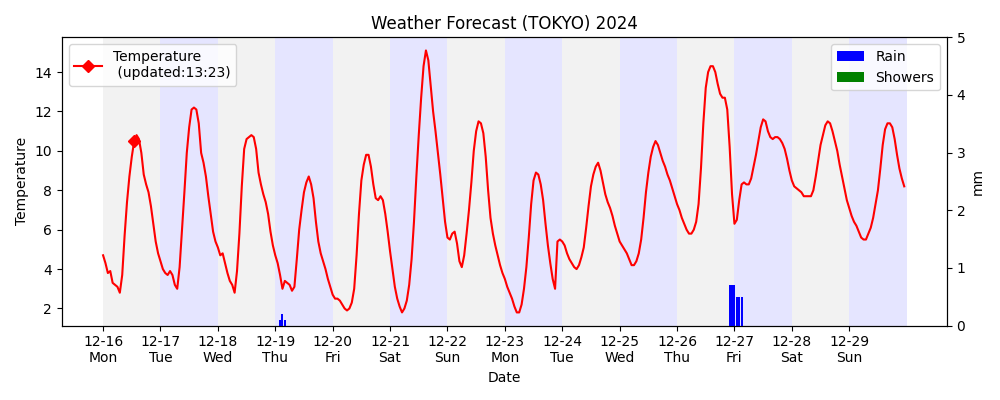 Weather Forecast (TOKYO) 2024
Temperature
(updated:13:23)
Rain
Showers
Temperature
14
12
10
8
6
4
2
5
4
3
2
1
0
mm
12-16 12-17 12-18 12-19 12-20 12-21 12-22 12-23 12-24 12-25 12-26 12-27 12-28 12-29
Mon Tue Wed Thu Fri Sat Sun Mon Tue Wed Thu Fri Sat Sun
Date